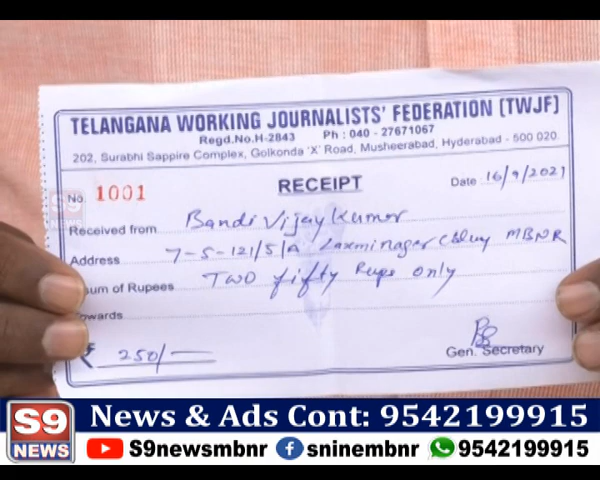 TELANGANA WORKING JOURNALISTS' FEDERATION (TWJF)
Regd.No.H-2843 Ph : 040 - 27671067
202, Surabhi Sappire Complex, Golkonda 'X' Road, Musheerabad, Hyderabad - 500 020.
No. 1001 RECEIPT Date 16/9/2021
Received from Bandi Vijay Kumar
Address 7-5-121/5/A Laxminagar MBNR
Sum of Rupees Two fifty Rupe only
Towards
₹ 250/-
Gen. Secretary
S9 NEWS
News & Ads Cont: 9542199915
S9newsmbnr sninembnr 9542199915